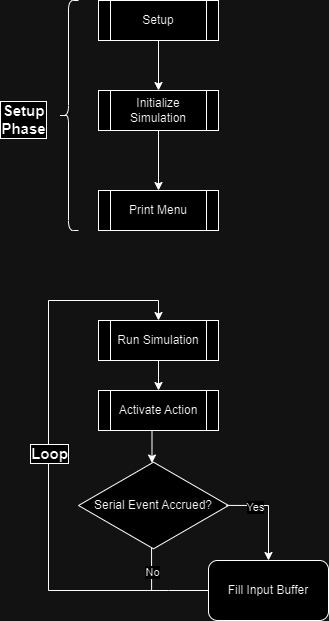 Setup
Initialize
Simulation
Setup
Phase
Print Menu
Run Simulation
Activate Action
Loop
Serial Event Accrued?
Yes
No
Fill Input Buffer